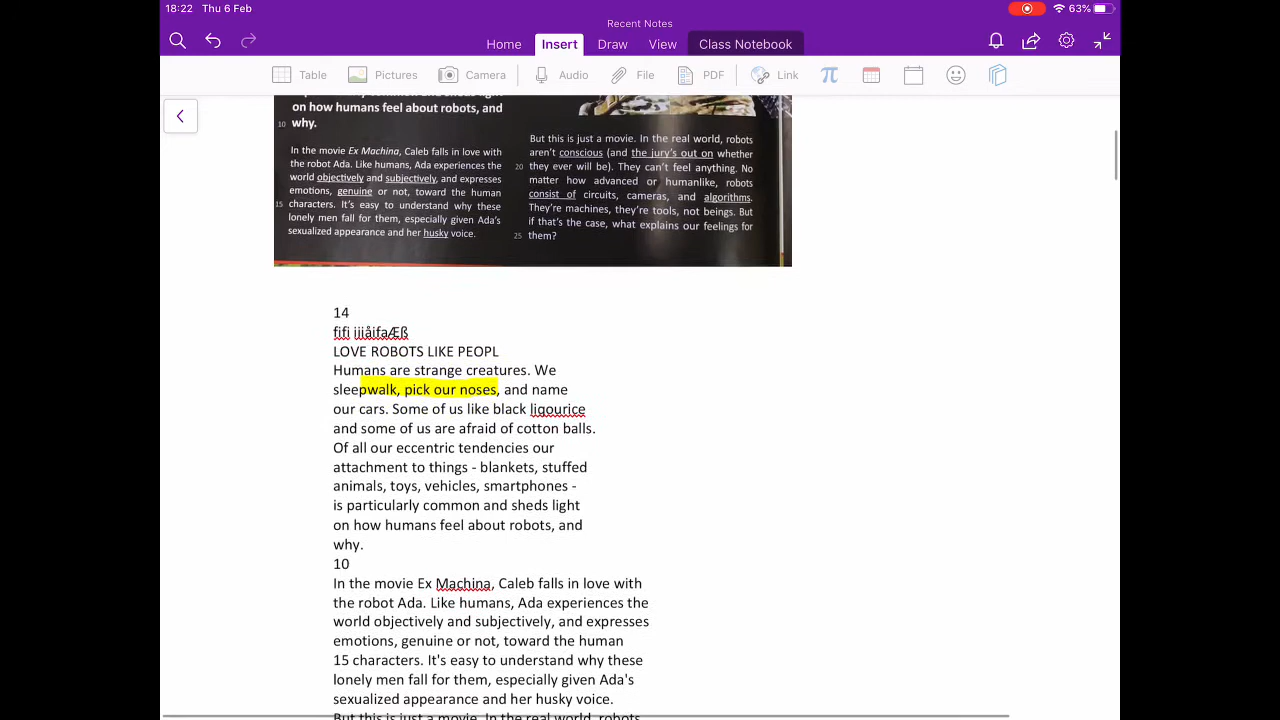 18:22 Thu 6 Feb
63%
Recent Notes
Home Insert Draw View Class Notebook
Table Pictures Camera Audio File PDF Link π
on how humans feel about robots, and
10 why.
In the movie Ex Machina, Caleb falls in love with
the robot Ada. Like humans, Ada experiences the
world objectively and subjectively, and expresses
emotions, genuine or not, toward the human
15 characters. It's easy to understand why these
lonely men fall for them, especially given Ada's
sexualized appearance and her husky voice.
But this is just a movie. In the real world, robots
aren't conscious (and the jury's out on whether
20 they ever will be). They can't feel anything. No
matter how advanced or humanlike, robots
consist of circuits, cameras, and algorithms.
They're machines, they're tools, not beings. But
if that's the case, what explains our feelings for
25 them?
14
fifi ijiåifaÆß
LOVE ROBOTS LIKE PEOPL
Humans are strange creatures. We
sleepwalk, pick our noses, and name
our cars. Some of us like black ligourice
and some of us are afraid of cotton balls.
Of all our eccentric tendencies our
attachment to things - blankets, stuffed
animals, toys, vehicles, smartphones -
is particularly common and sheds light
on how humans feel about robots, and
why.
10
In the movie Ex Machina, Caleb falls in love with
the robot Ada. Like humans, Ada experiences the
world objectively and subjectively, and expresses
emotions, genuine or not, toward the human
15 characters. It's easy to understand why these
lonely men fall for them, especially given Ada's
sexualized appearance and her husky voice.
But this is just a movie. In the real world, robots